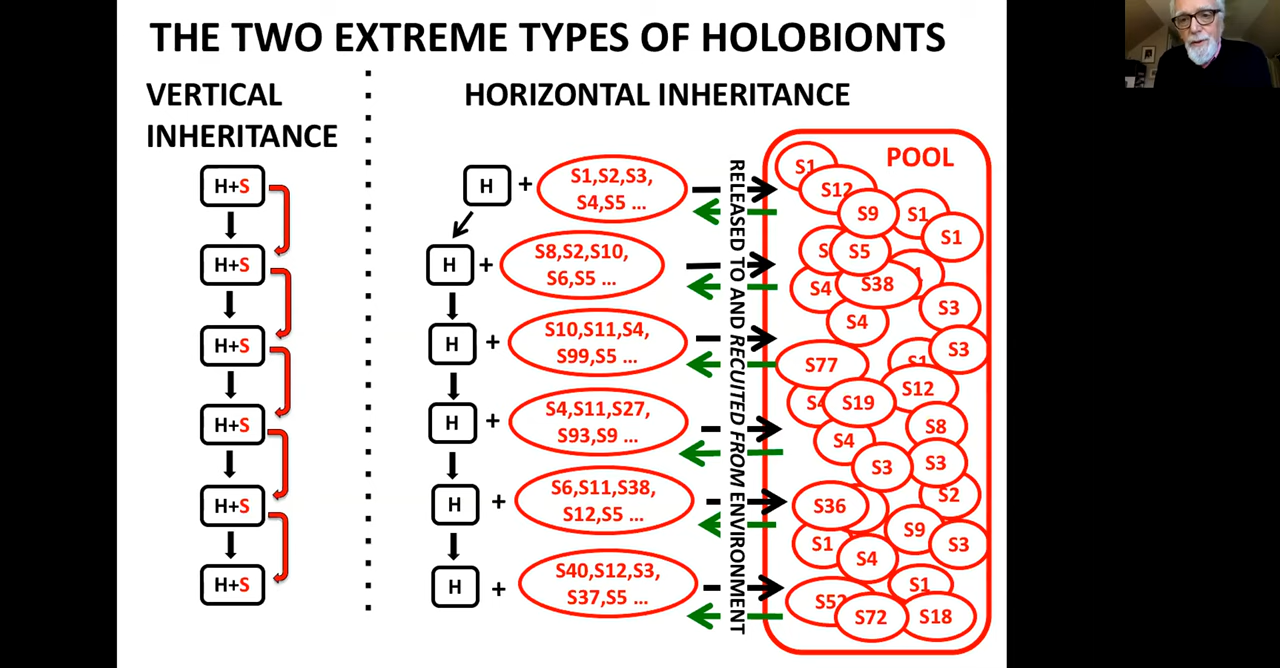 THE TWO EXTREME TYPES OF HOLOBIONTS
VERTICAL
INHERITANCE
H+S
H+S
H+S
H+S
H+S
H+S
HORIZONTAL INHERITANCE
H
+
S1,S2,S3,
S4,S5 ...
H
+
S8,S2,S10,
S6,S5 ...
H
+
S10,S11,S4,
S99,S5 ...
H
+
S4,S11,S27,
S93,S9 ...
H
+
S6,S11,S38,
S12,S5 ...
H
+
S40,S12,S3,
S37,S5 ...
RELEASED TO AND RECUITED FROM ENVIRONMENT
POOL
S1
S12
S9
S1
S1
S
S5
S4
S38
1
S3
S4
S3
S77
S1
S12
S4
S19
S8
S4
S3
S3
S2
S36
S9
S1
S3
S4
S1
S52
S72
S18